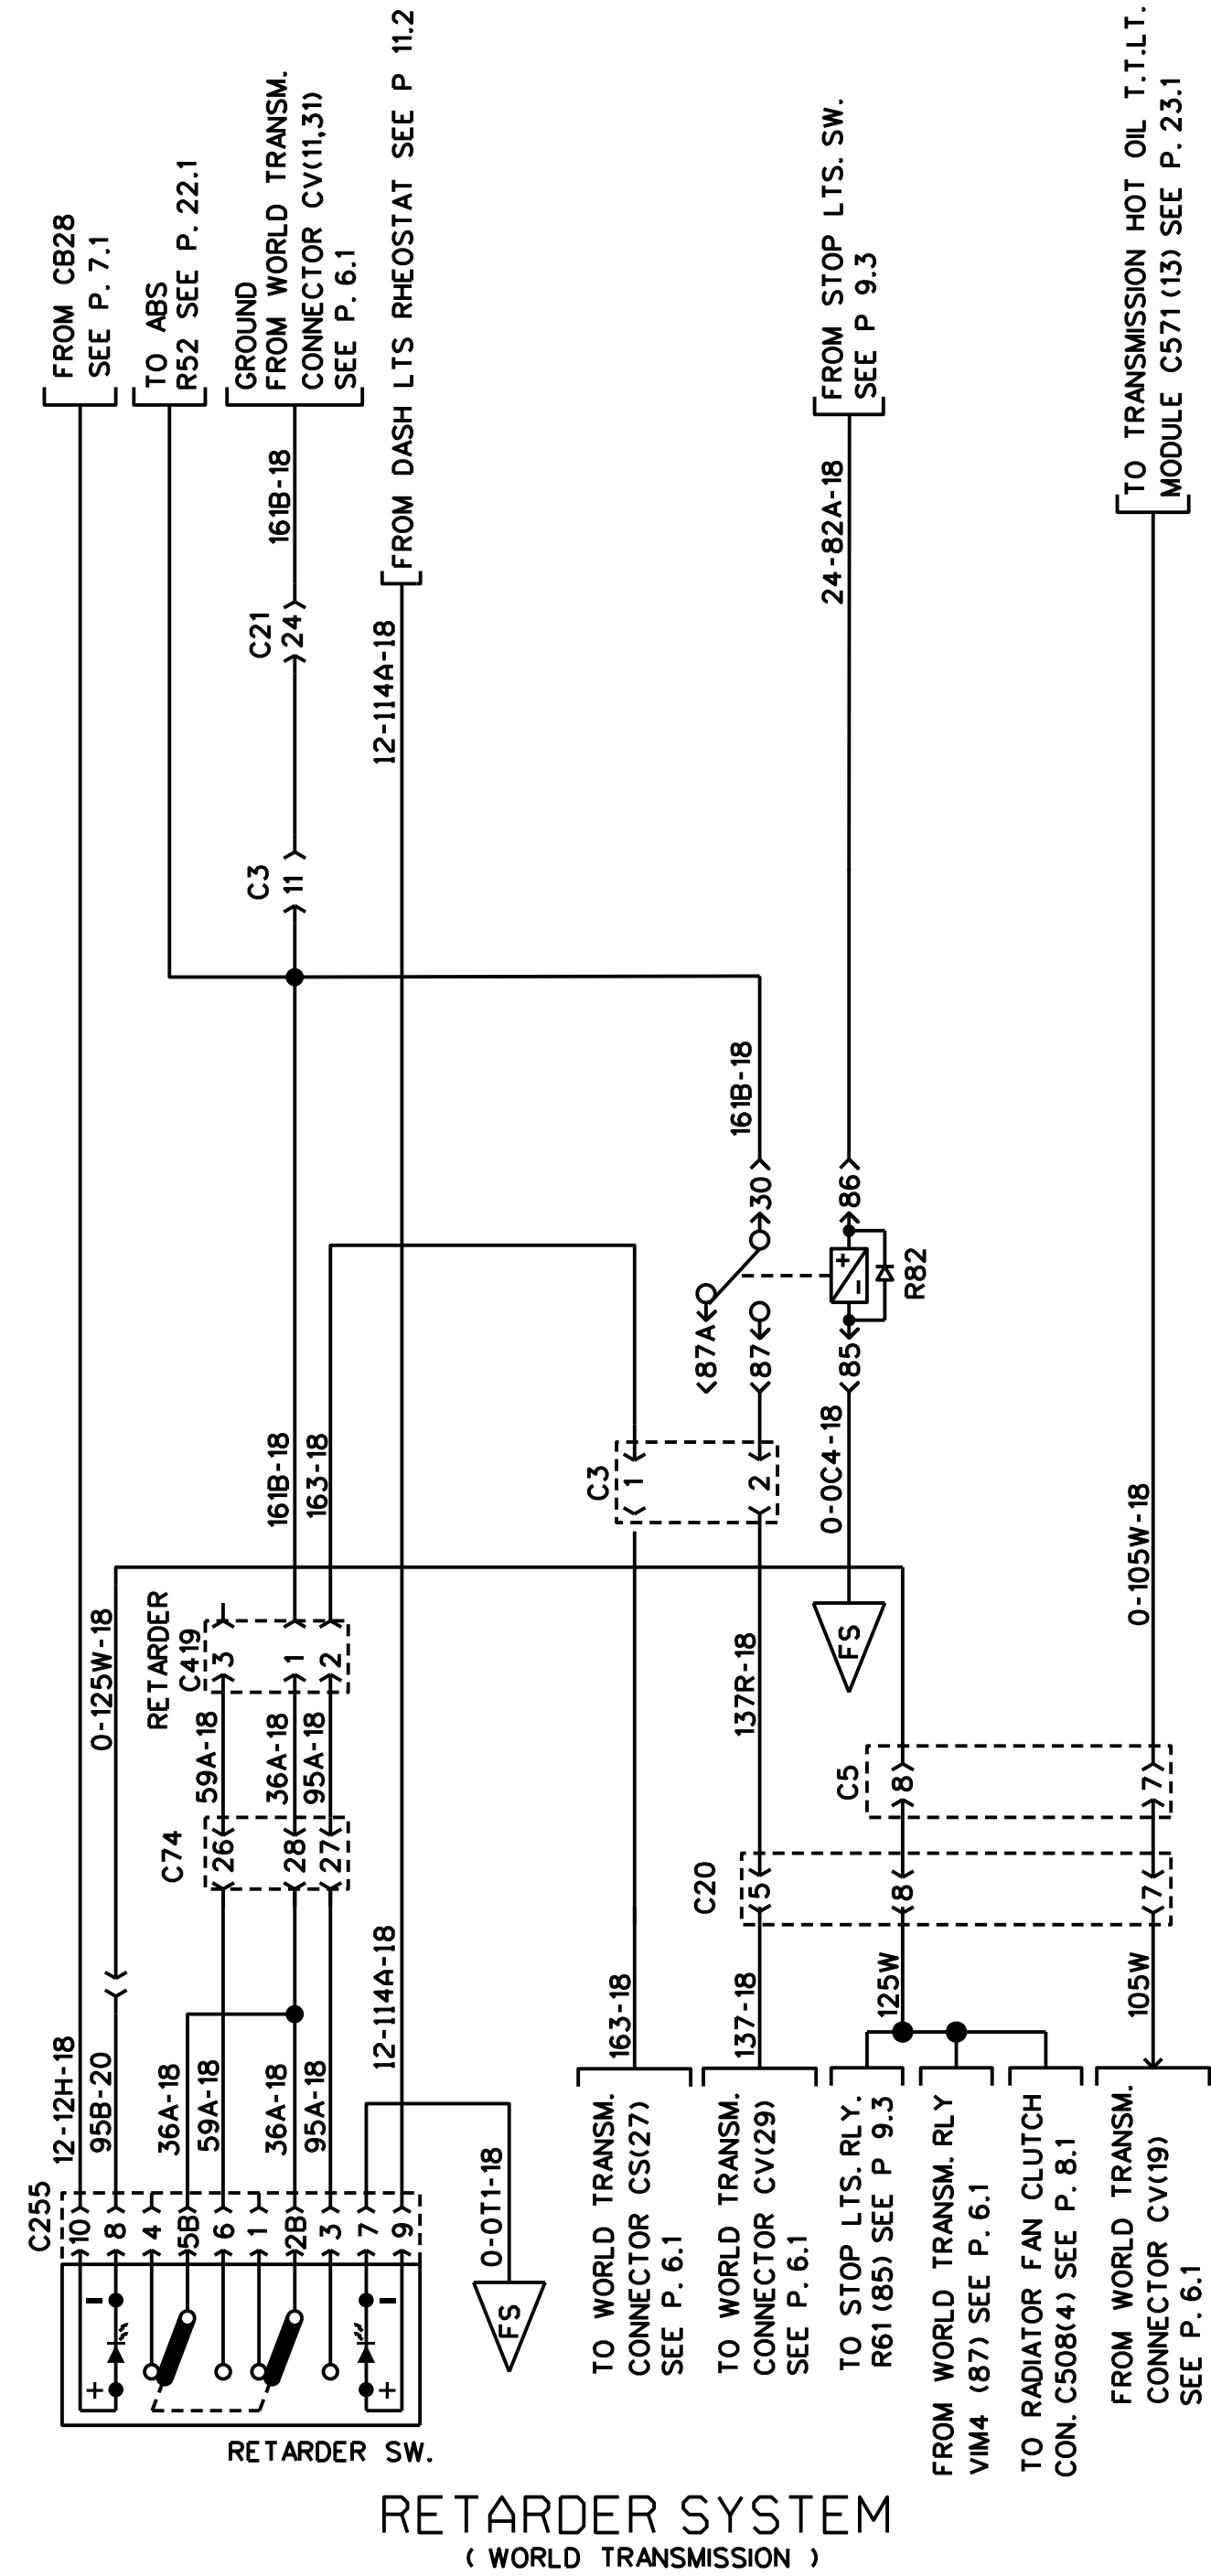 RETARDER SYSTEM
( WORLD TRANSMISSION )
RETARDER SW.
C255
10
8
4
5B
6
1
2B
3
7
9
+
-
+
-
12-12H-18
95B-20
36A-18
59A-18
36A-18
95A-18
12-114A-18
0-0T1-18
FS
0-125W-18
C74
26
28
27
59A-18
36A-18
95A-18
RETARDER
C419
3
1
2
161B-18
163-18
C3
11
C21
24
161B-18
12-114A-18
FROM CB28
SEE P. 7.1
TO ABS
R52 SEE P. 22.1
GROUND
FROM WORLD TRANSM.
CONNECTOR CV(11,31)
SEE P. 6.1
FROM DASH LTS RHEOSTAT SEE P 11.2
TO WORLD TRANSM.
CONNECTOR CS(27)
SEE P. 6.1
163-18
TO WORLD TRANSM.
CONNECTOR CV(29)
SEE P. 6.1
137-18
TO STOP LTS. RLY.
R61(85) SEE P 9.3
FROM WORLD TRANSM. RLY
VIM4 (87) SEE P. 6.1
TO RADIATOR FAN CLUTCH
CON. C508(4) SEE P. 8.1
125W
FROM WORLD TRANSM.
CONNECTOR CV(19)
SEE P. 6.1
105W
C20
5
8
7
C5
8
7
137R-18
FS
0-0C4-18
C3
1
2
87A
87
30
85
86
+
-
R82
161B-18
24-82A-18
FROM STOP LTS. SW.
SEE P 9.3
0-105W-18
TO TRANSMISSION HOT OIL T.T.LT.
MODULE C571(13) SEE P. 23.1